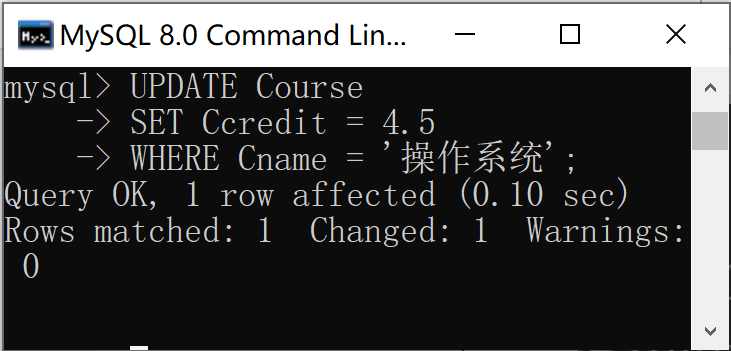 MySQL 8.0 Command Lin...
mysql> UPDATE Course
    -> SET Ccredit = 4.5
    -> WHERE Cname = '操作系统';
Query OK, 1 row affected (0.10 sec)
Rows matched: 1  Changed: 1  Warnings:
 0